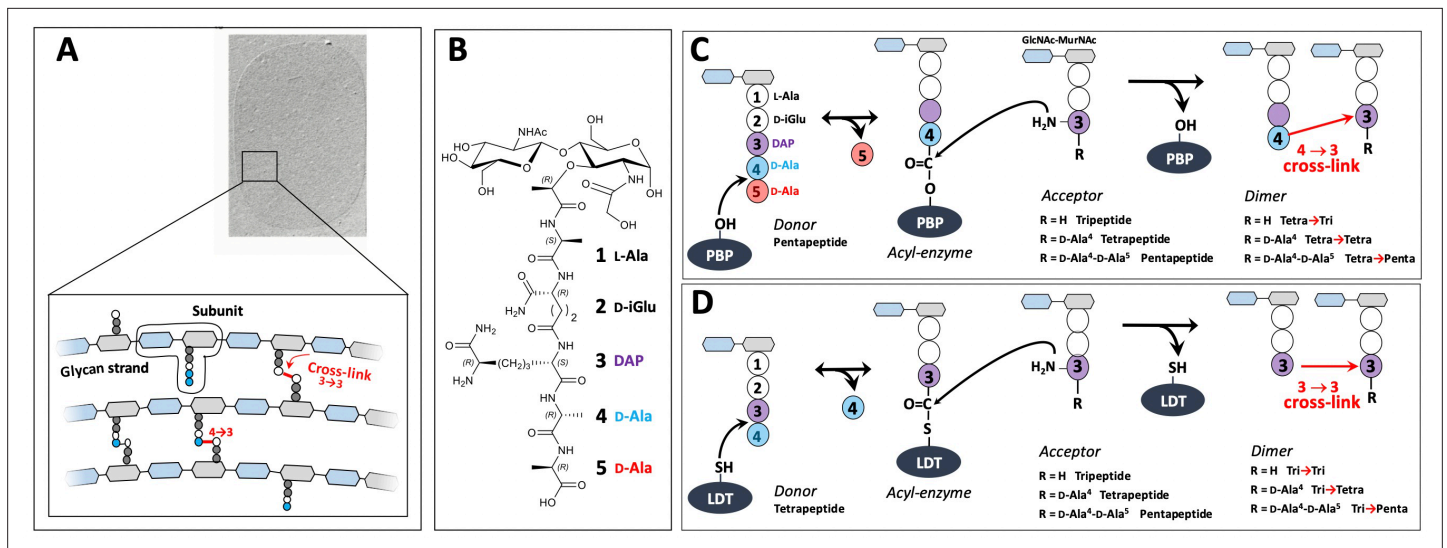 A
Subunit
Glycan strand
Cross-link
3→3
4→3
B
OH
NHAc
OH
HO
HO
O
O
HO
O
O
NH
OH
OH
(R)
O
O
OH
NH
(S)
1 L-Ala
O
NH
O
(R)
H₂N
( )₂
2 D-iGlu
O
NH₂
NH
O
(R)
(CH₂)₃
(S)
3 DAP
H₂N
O
NH
(R)
4 D-Ala
O
NH
(R)
5 D-Ala
O
HO
C
GlcNAc-MurNAc
1 L-Ala
2 D-iGlu
3 DAP
4 D-Ala
5 D-Ala
OH
PBP
Donor
Pentapeptide
5
4
O=C
O
PBP
Acyl-enzyme
H₂N
3
R
Acceptor
R = H Tripeptide
R = D-Ala⁴ Tetrapeptide
R = D-Ala⁴-D-Ala⁵ Pentapeptide
OH
PBP
4
3
R
4 → 3
cross-link
Dimer
R = H Tetra→Tri
R = D-Ala⁴ Tetra→Tetra
R = D-Ala⁴-D-Ala⁵ Tetra→Penta
D
1
2
3
4
SH
LDT
Donor
Tetrapeptide
4
3
O=C
S
LDT
Acyl-enzyme
H₂N
3
R
Acceptor
R = H Tripeptide
R = D-Ala⁴ Tetrapeptide
R = D-Ala⁴-D-Ala⁵ Pentapeptide
SH
LDT
3
3
R
3 → 3
cross-link
Dimer
R = H Tri→Tri
R = D-Ala⁴ Tri→Tetra
R = D-Ala⁴-D-Ala⁵ Tri→Penta